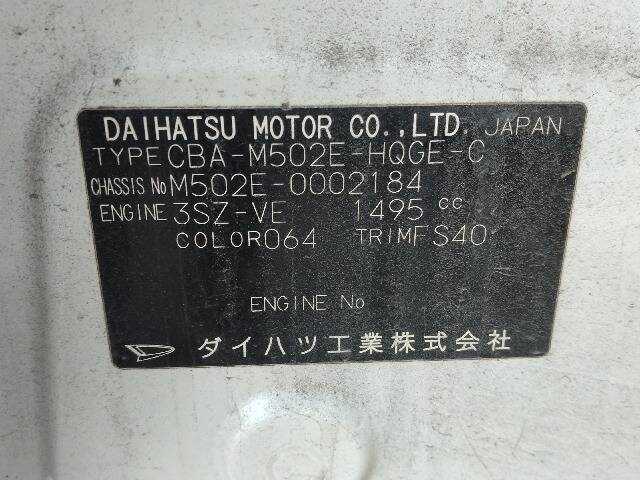 DAIHATSU MOTOR CO.,LTD. JAPAN
TYPE CBA-M502E-HQGE-C
CHASSIS No M502E-0002184
ENGINE 3SZ-VE 1495 cc
COLOR 064 TRIM FS40
ENGINE No
ダイハツ工業株式会社